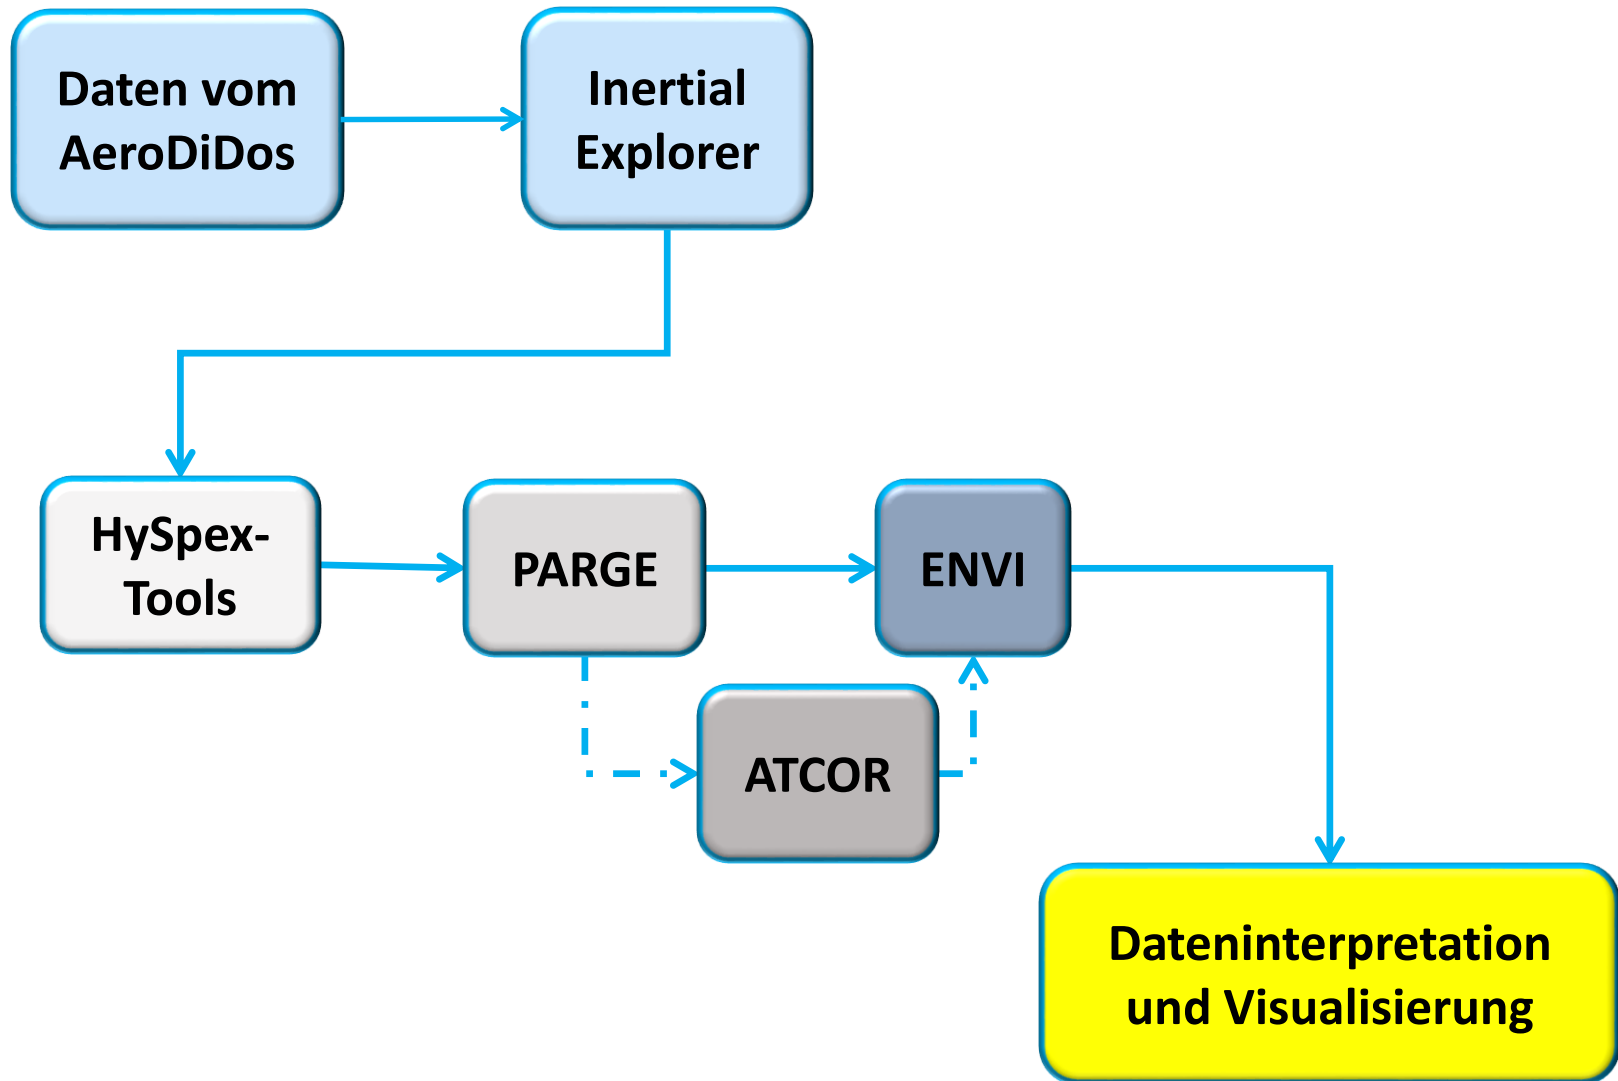 Daten vom
AeroDiDos
Inertial
Explorer
HySpex-
Tools
PARGE
ENVI
ATCOR
Dateninterpretation
und Visualisierung